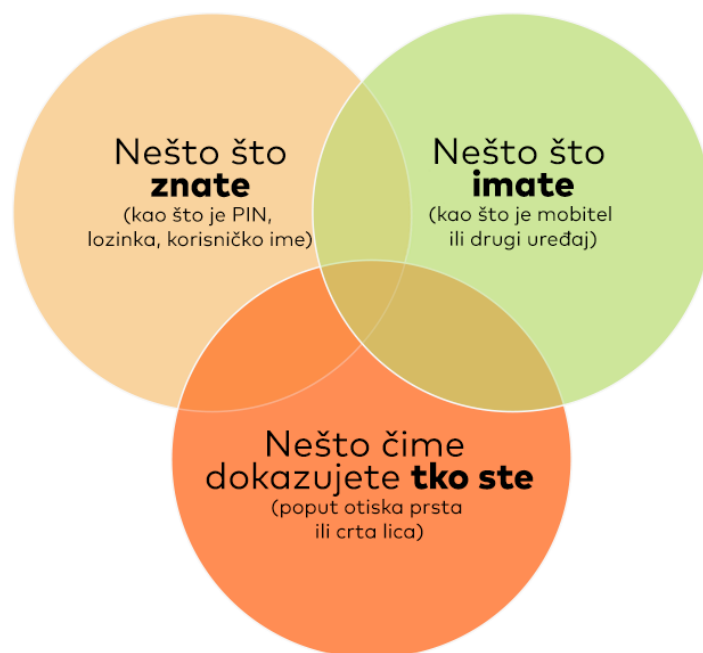 Nešto što
znate
(kao što je PIN,
lozinka, korisničko ime)
Nešto što
imate
(kao što je mobitel
ili drugi uređaj)
Nešto čime
dokazujete tko ste
(poput otiska prsta
ili crta lica)